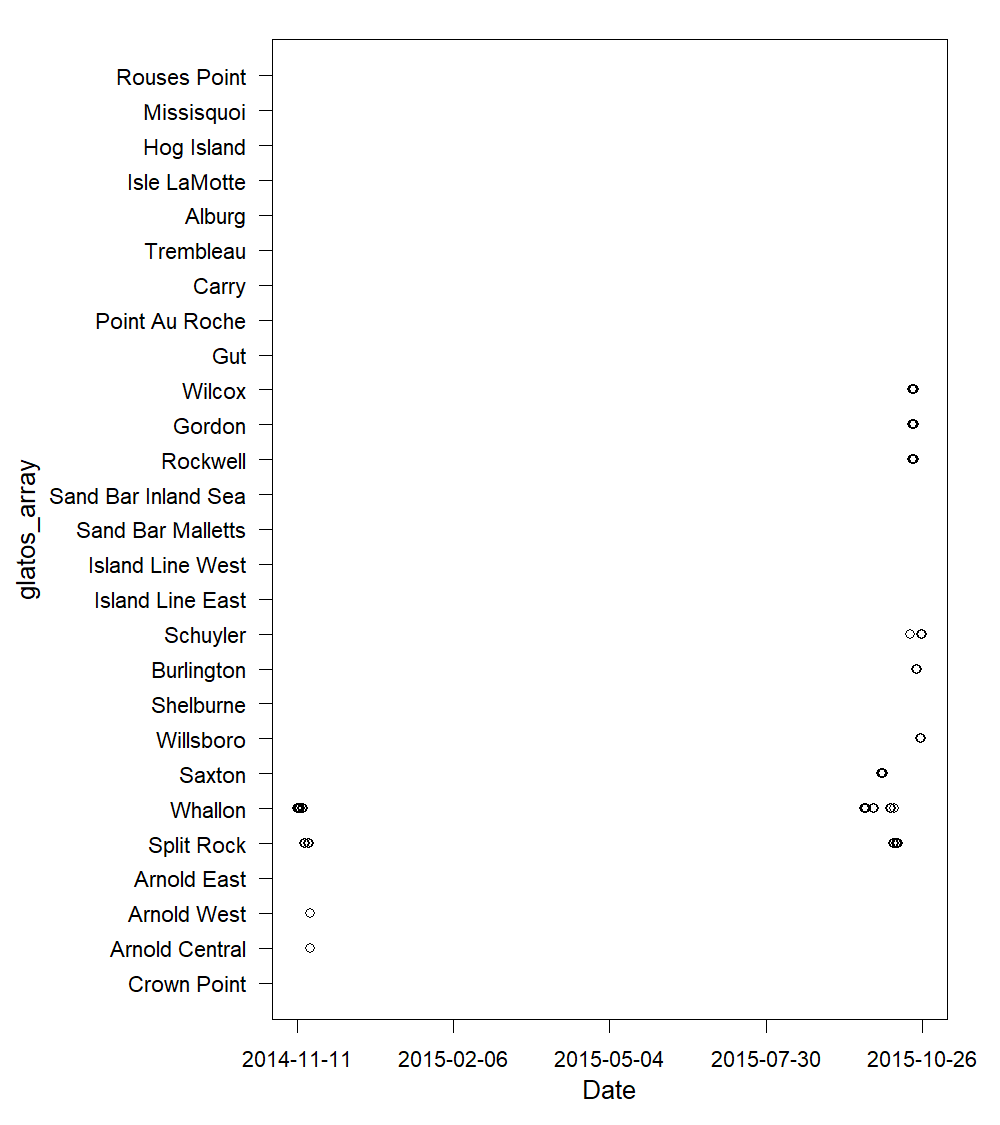 Rouses Point
Missisquoi
Hog Island
Isle LaMotte
Alburg
Trembleau
Carry
Point Au Roche
Gut
Wilcox
Gordon
Rockwell
Sand Bar Inland Sea
Sand Bar Malletts
Island Line West
Island Line East
Schuyler
Burlington
Shelburne
Willsboro
Saxton
Whallon
Split Rock
Arnold East
Arnold West
Arnold Central
Crown Point
glatos_array
2014-11-11 2015-02-06 2015-05-04 2015-07-30 2015-10-26
Date